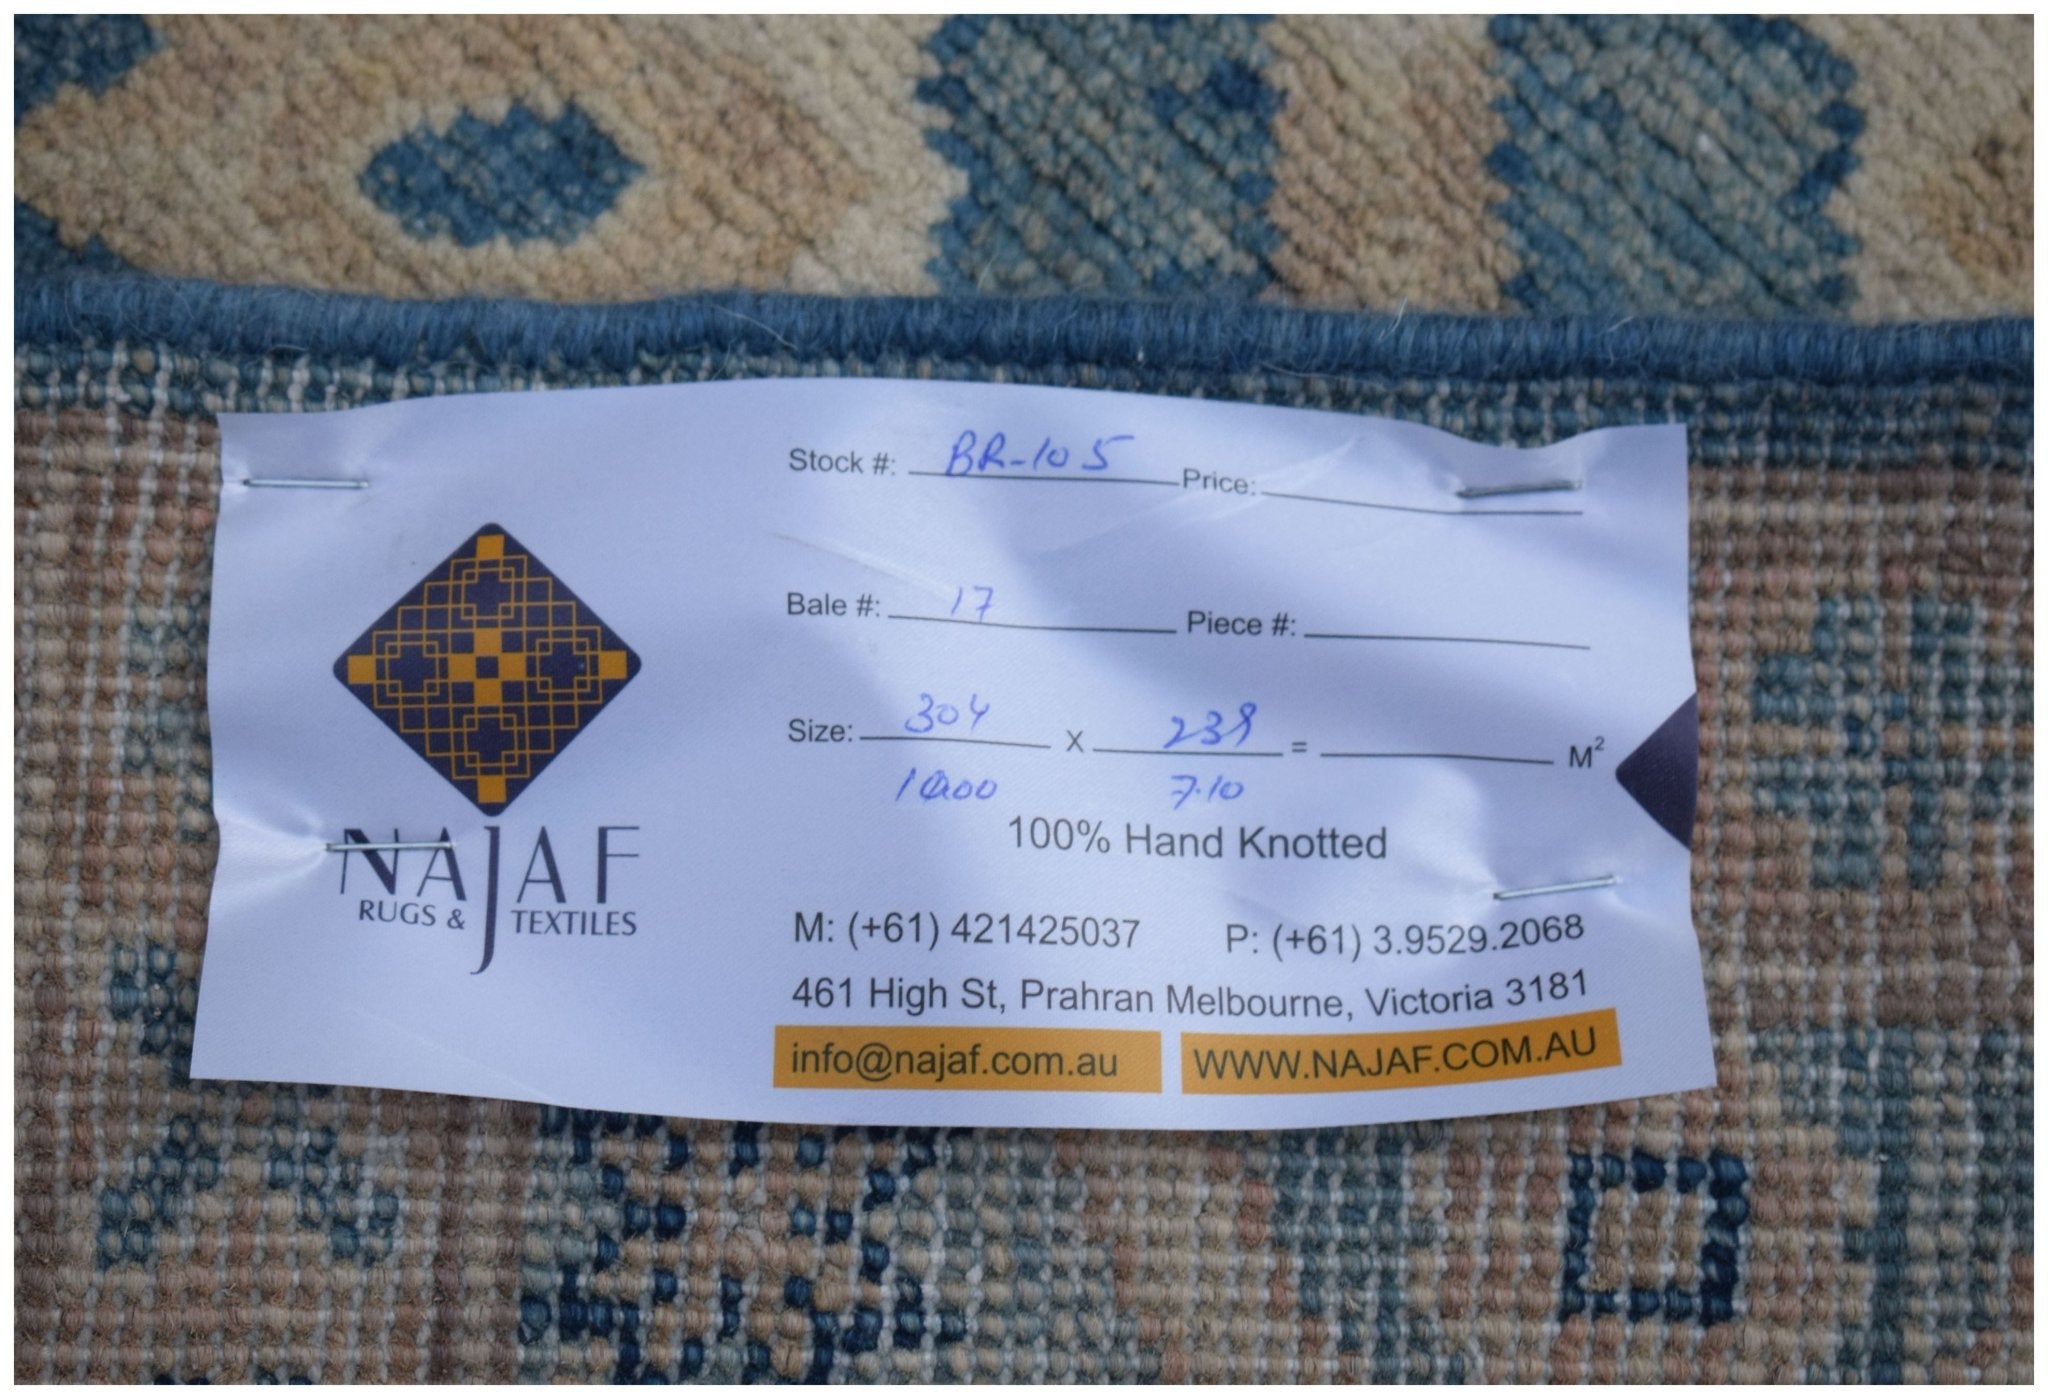 Stock #: BR-105 Price:
Bale #: 17 Piece #:
Size: 304 x 239 = M²
10.00 7.10
100% Hand Knotted
NAJAF
RUGS & TEXTILES
M: (+61) 421425037 P: (+61) 3.9529.2068
461 High St, Prahran Melbourne, Victoria 3181
info@najaf.com.au WWW.NAJAF.COM.AU